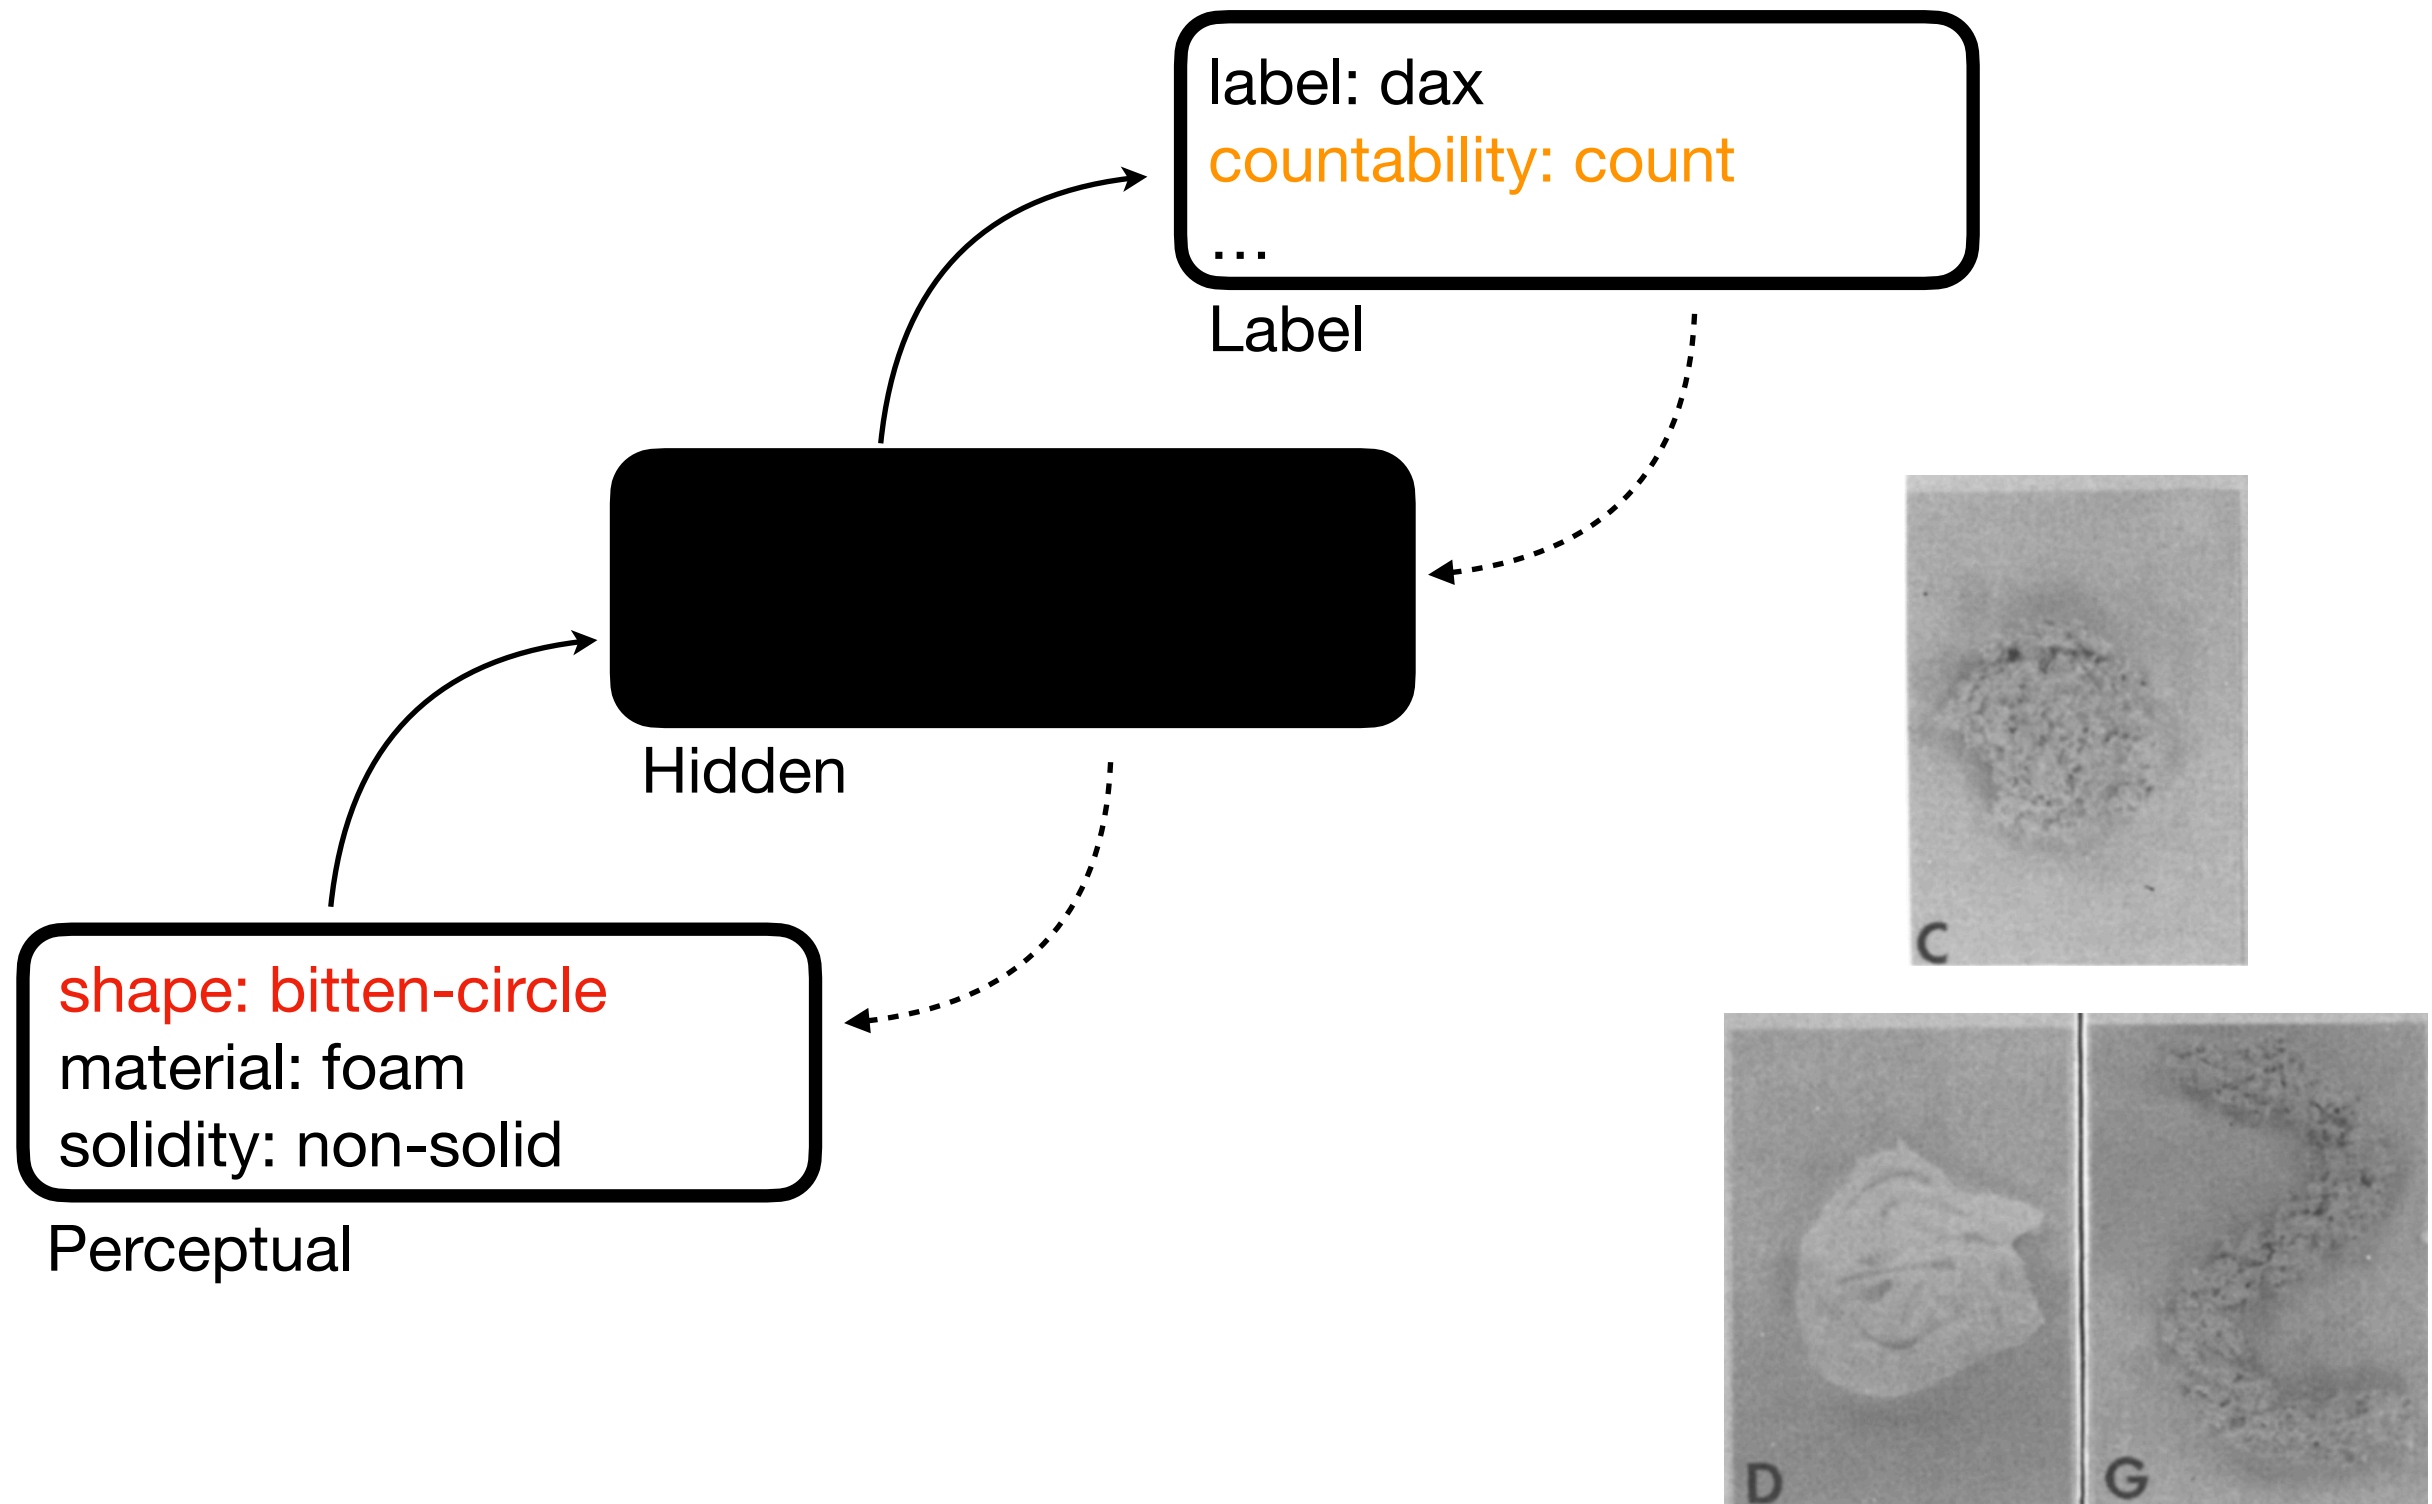 label: dax
countability: count
...
Label
Hidden
shape: bitten-circle
material: foam
solidity: non-solid
Perceptual
C
D
G